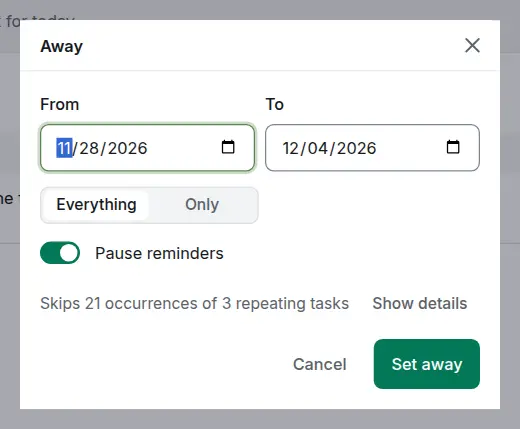 for today
Away
From To
11/28/2026 12/04/2026
Everything Only
Pause reminders
Skips 21 occurrences of 3 repeating tasks Show details
Cancel Set away